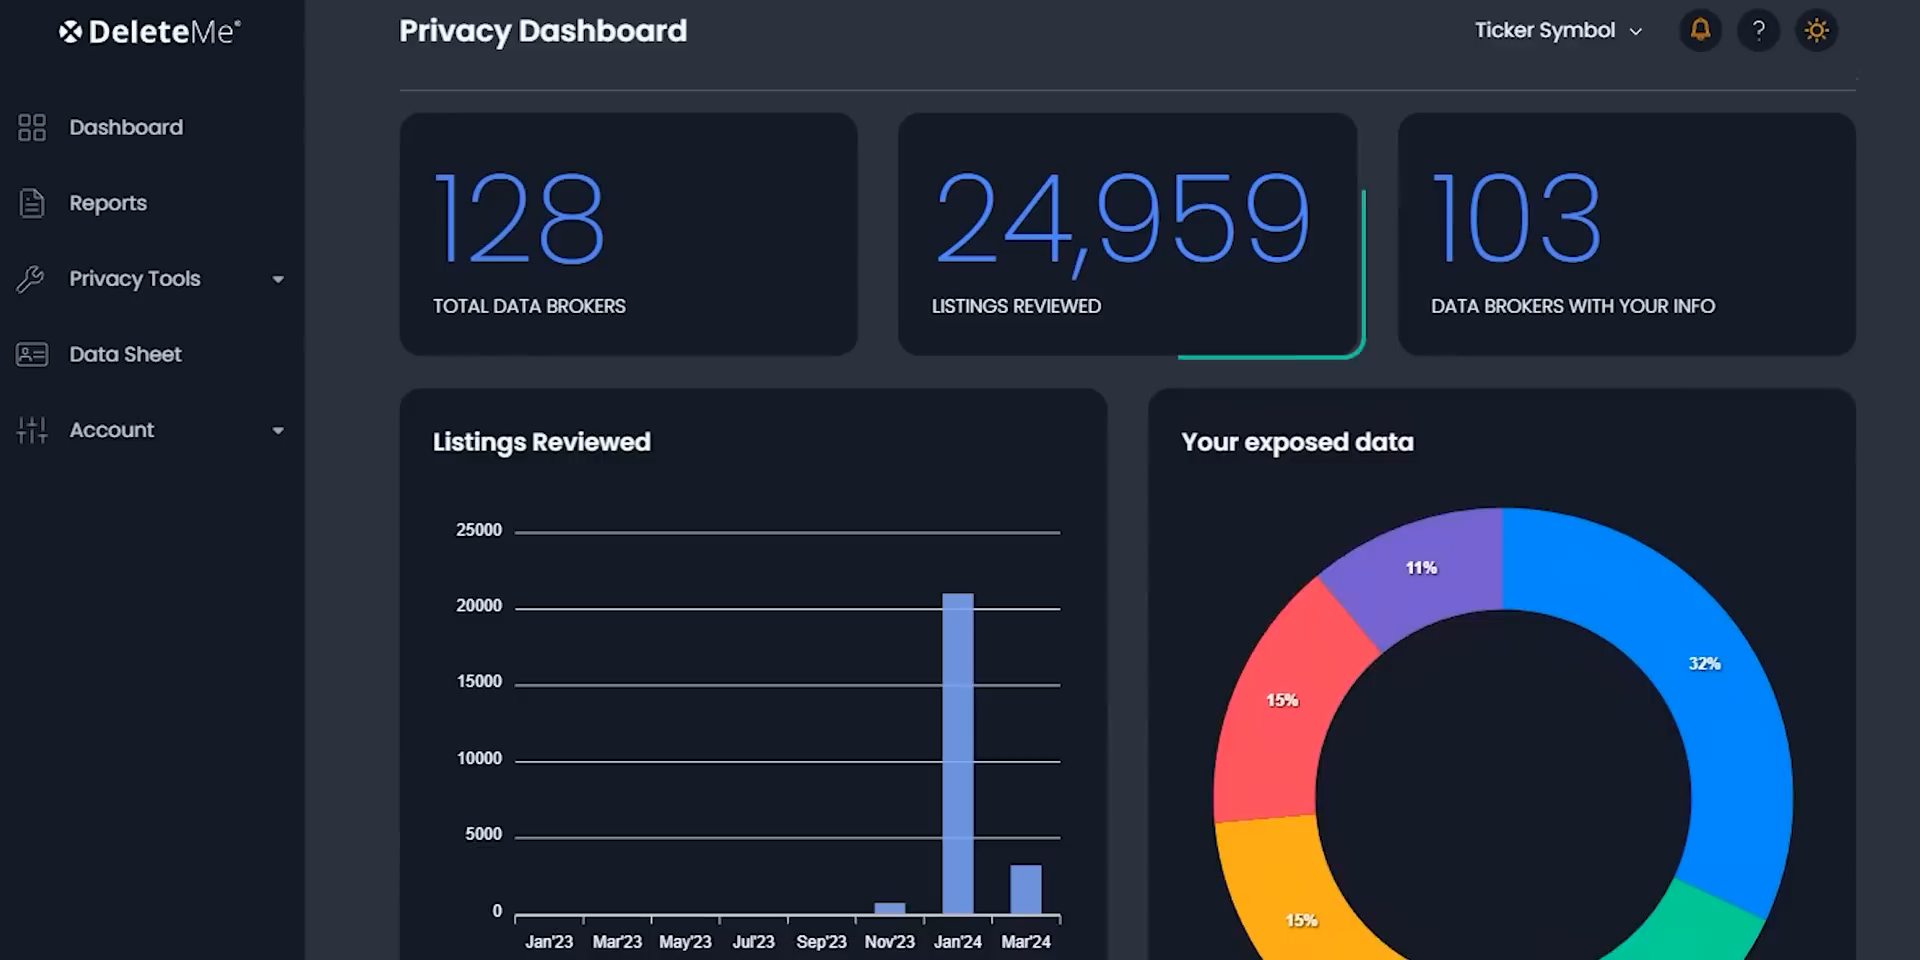 DeleteMe®
Privacy Dashboard
Ticker Symbol
?
Dashboard
Reports
Privacy Tools
Data Sheet
Account
128
TOTAL DATA BROKERS
24,959
LISTINGS REVIEWED
103
DATA BROKERS WITH YOUR INFO
Listings Reviewed
25000
20000
15000
10000
5000
0
Jan'23 Mar'23 May'23 Jul'23 Sep'23 Nov'23 Jan'24 Mar'24
Your exposed data
11%
32%
15%
15%